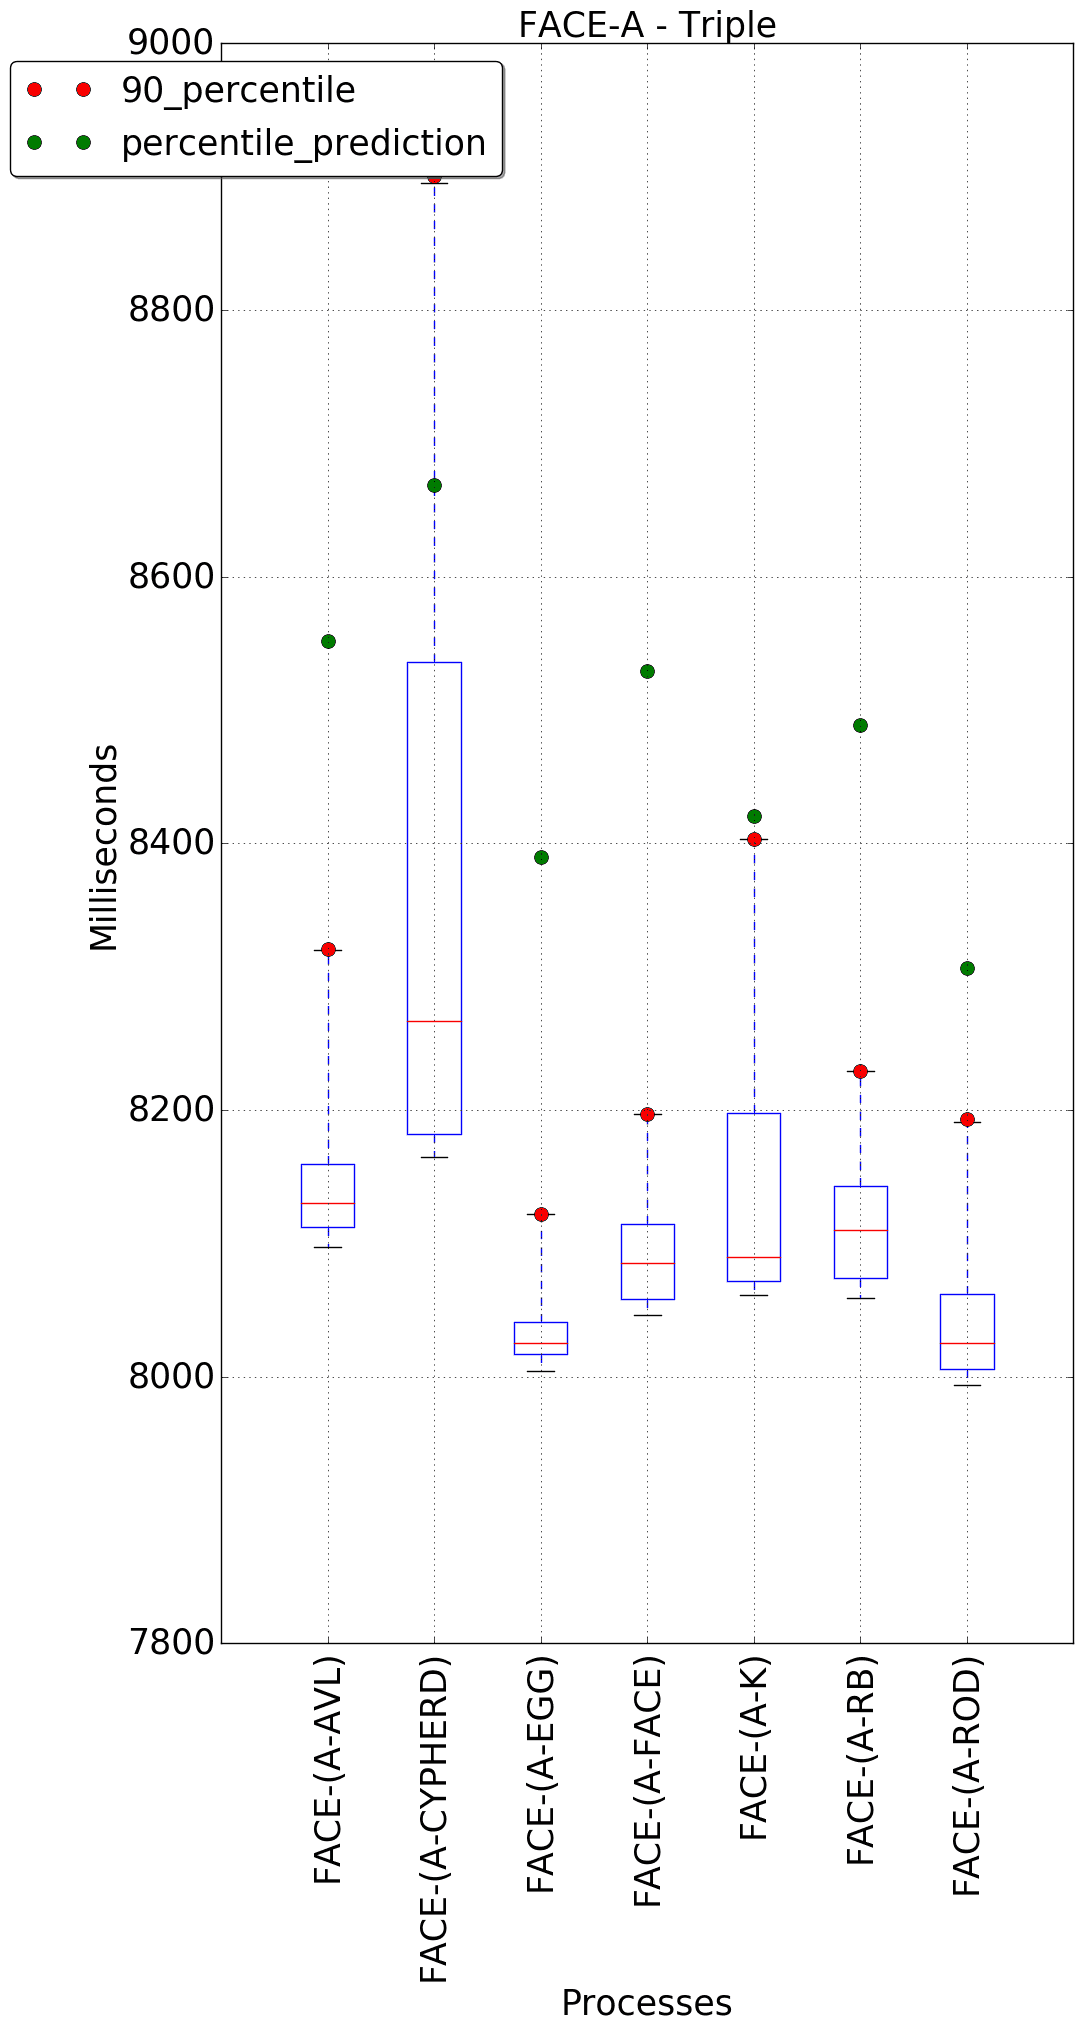 FACE-A - Triple
90_percentile
percentile_prediction
9000
8800
8600
8400
8200
8000
7800
Milliseconds
FACE-(A-AVL)
FACE-(A-CYPHERD)
FACE-(A-EGG)
FACE-(A-FACE)
FACE-(A-K)
FACE-(A-RB)
FACE-(A-ROD)
Processes